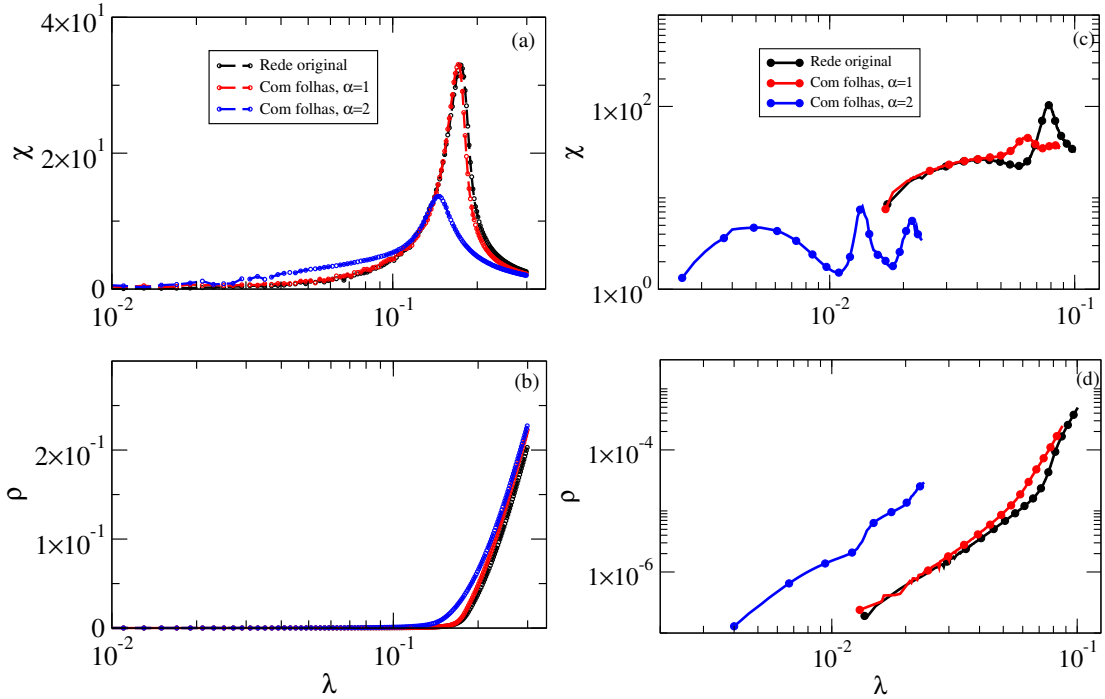 4×10¹
(a)
Rede original
Com folhas, α=1
Com folhas, α=2
χ
2×10¹
0
10⁻²
10⁻¹
(c)
Rede original
Com folhas, α=1
Com folhas, α=2
1×10²
χ
1×10⁰
10⁻²
10⁻¹
(b)
2×10⁻¹
ρ
1×10⁻¹
0
10⁻²
10⁻¹
λ
(d)
1×10⁻⁴
ρ
1×10⁻⁶
10⁻²
10⁻¹
λ